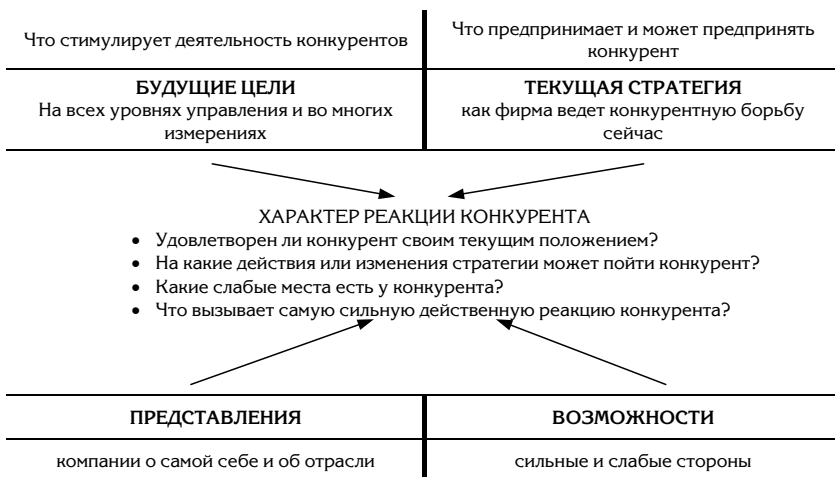 Что стимулирует деятельность конкурентов
Что предпринимает и может предпринять
конкурент
БУДУЩИЕ ЦЕЛИ
На всех уровнях управления и во многих
измерениях
ТЕКУЩАЯ СТРАТЕГИЯ
как фирма ведет конкурентную борьбу
сейчас
ХАРАКТЕР РЕАКЦИИ КОНКУРЕНТА
• Удовлетворен ли конкурент своим текущим положением?
• На какие действия или изменения стратегии может пойти конкурент?
• Какие слабые места есть у конкурента?
• Что вызывает самую сильную действенную реакцию конкурента?
ПРЕДСТАВЛЕНИЯ
ВОЗМОЖНОСТИ
компании о самой себе и об отрасли
сильные и слабые стороны